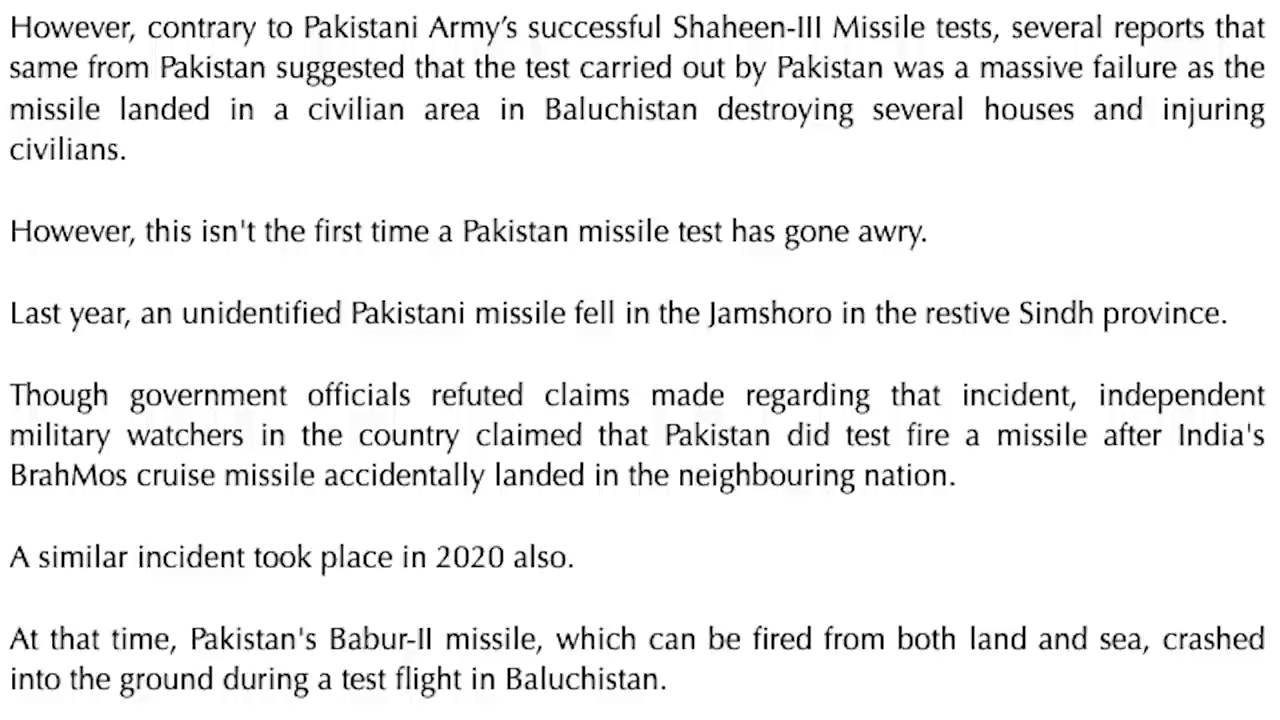 However, contrary to Pakistani Army’s successful Shaheen-III Missile tests, several reports that
same from Pakistan suggested that the test carried out by Pakistan was a massive failure as the
missile landed in a civilian area in Baluchistan destroying several houses and injuring
civilians.
However, this isn't the first time a Pakistan missile test has gone awry.
Last year, an unidentified Pakistani missile fell in the Jamshoro in the restive Sindh province.
Though government officials refuted claims made regarding that incident, independent
military watchers in the country claimed that Pakistan did test fire a missile after India's
BrahMos cruise missile accidentally landed in the neighbouring nation.
A similar incident took place in 2020 also.
At that time, Pakistan's Babur-II missile, which can be fired from both land and sea, crashed
into the ground during a test flight in Baluchistan.